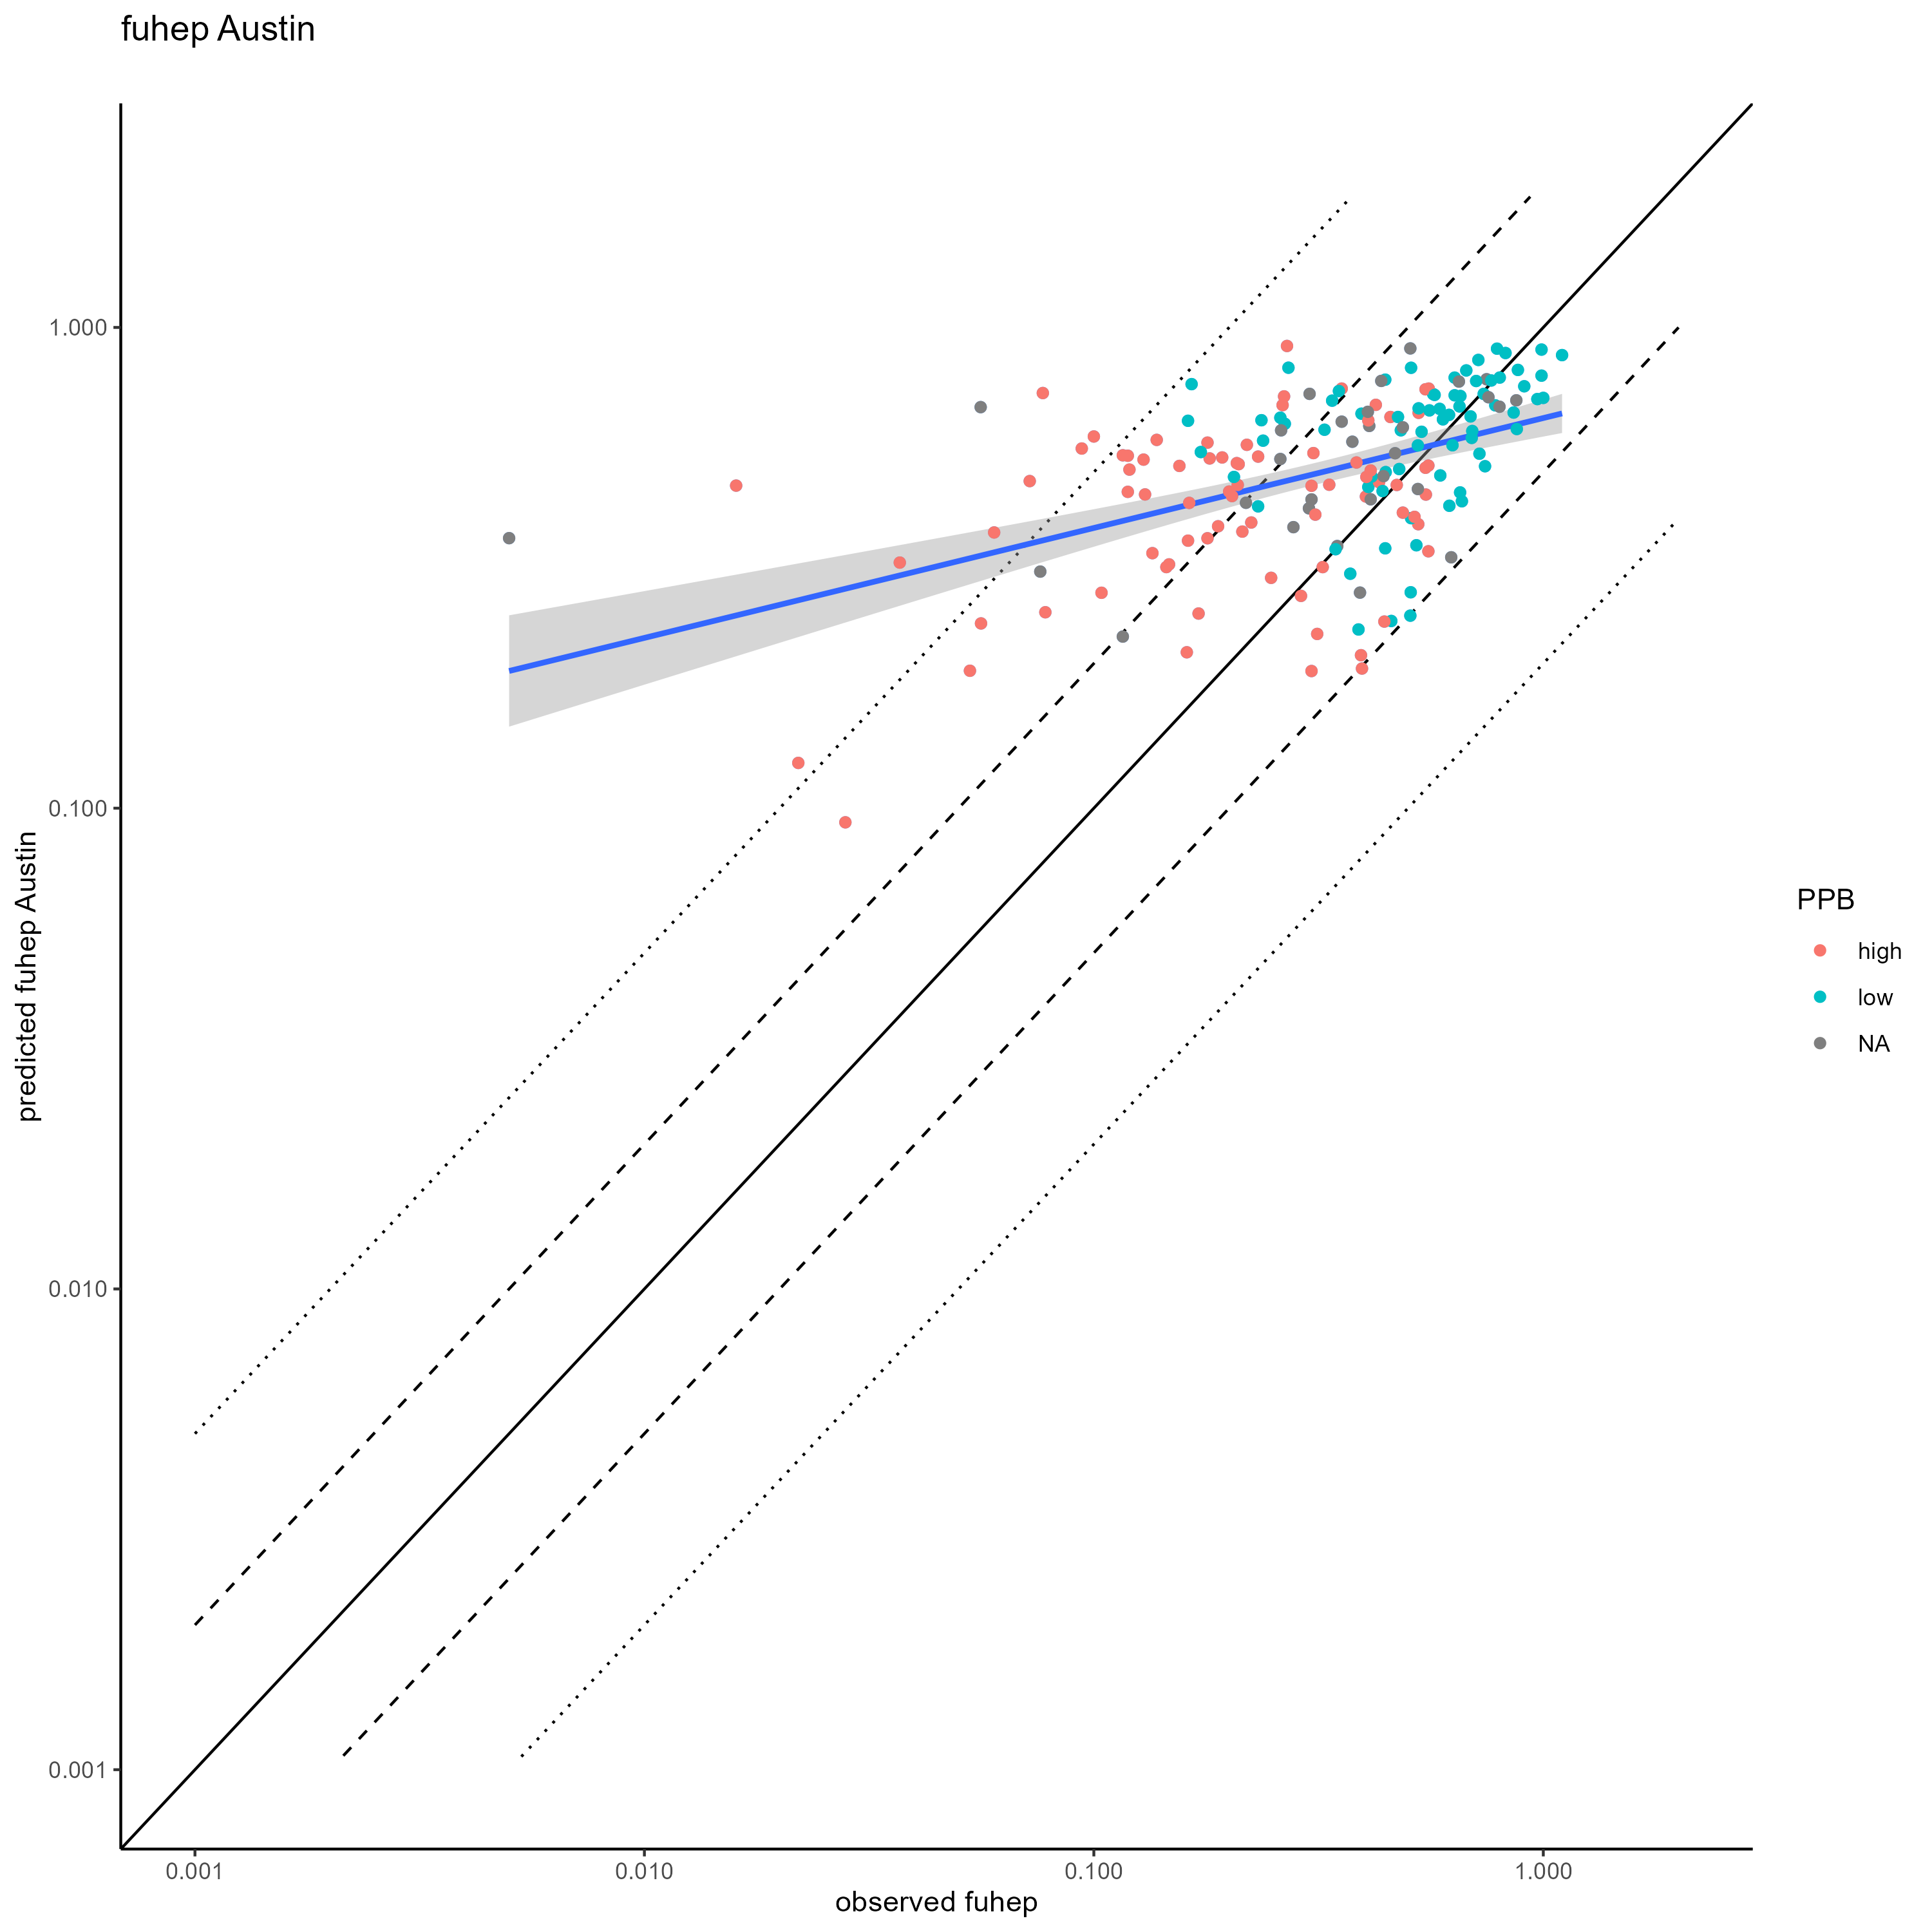 fuhep Austin
predicted fuhep Austin
1.000
0.100
0.010
0.001
0.001
0.010
0.100
1.000
observed fuhep
PPB
high
low
NA